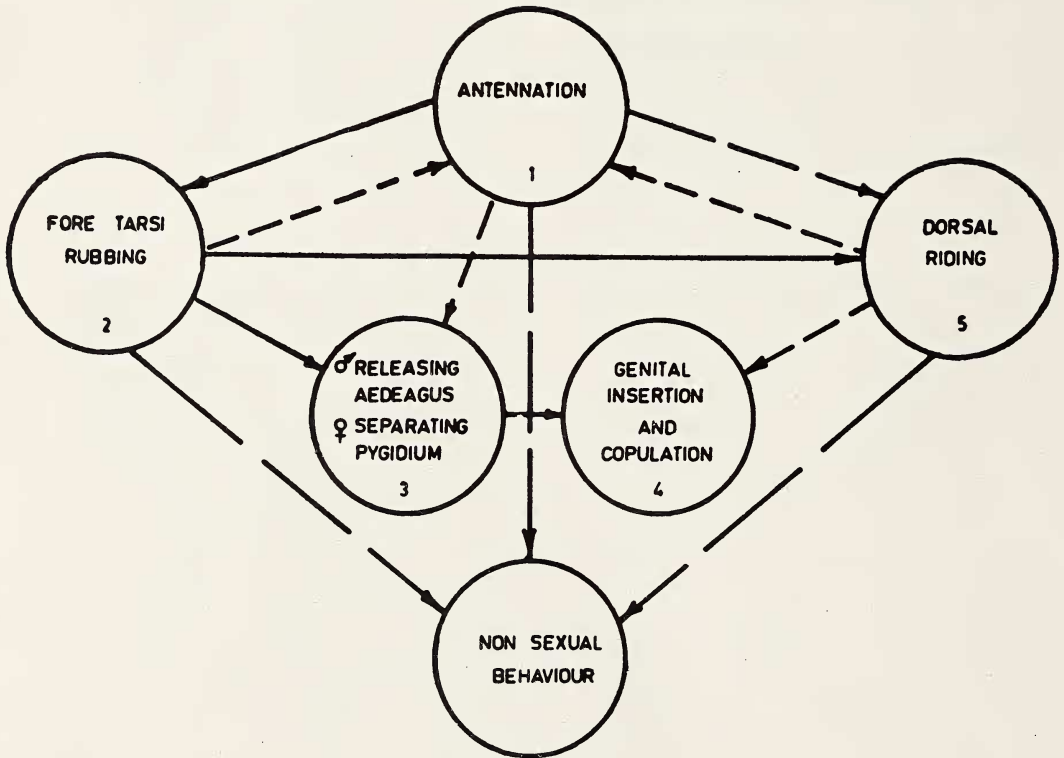 ANTENNATION
1
FORE TARSI
RUBBING
2
DORSAL
RIDING
5
♂ RELEASING
AEDEAGUS
♀ SEPARATING
PYGIDIUM
3
GENITAL
INSERTION
AND
COPULATION
4
NON SEXUAL
BEHAVIOUR